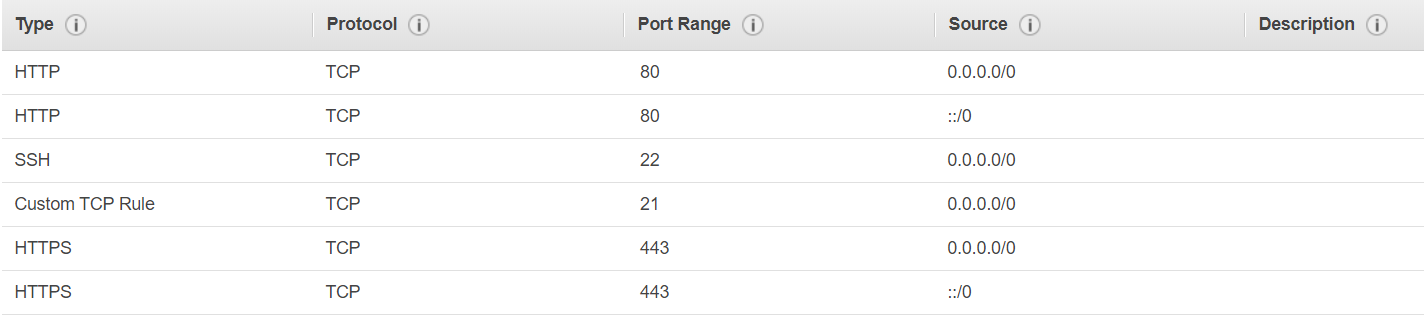 Type Protocol Port Range Source Description
HTTP TCP 80 0.0.0.0/0
HTTP TCP 80 ::/0
SSH TCP 22 0.0.0.0/0
Custom TCP Rule TCP 21 0.0.0.0/0
HTTPS TCP 443 0.0.0.0/0
HTTPS TCP 443 ::/0